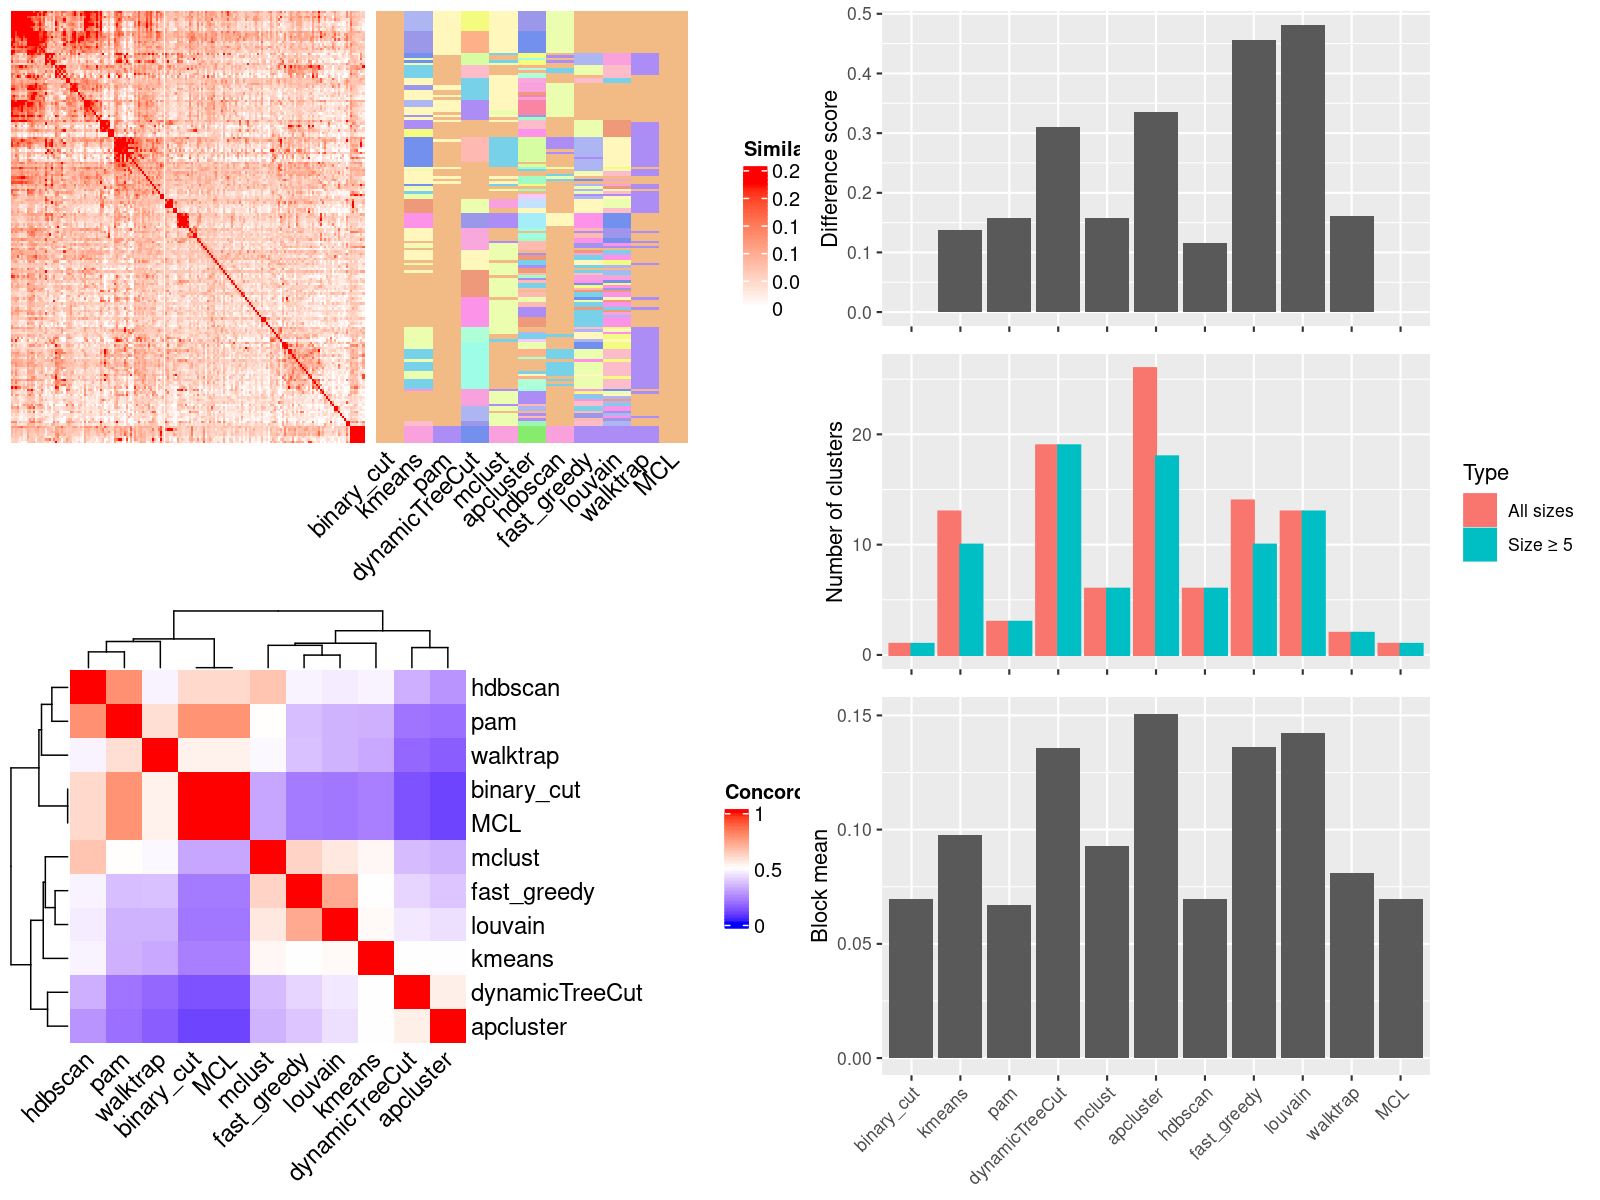 Simila
0.2
0.2
0.1
0.1
0.0
0
binary_cut
kmeans
pam
dynamicTreeCut
mclust
apcluster
hdbscan
fast_greedy
louvain
walktrap
MCL
hdbscan
pam
walktrap
binary_cut
MCL
mclust
fast_greedy
louvain
kmeans
dynamicTreeCut
apcluster
Concord
1
0.5
0
hdbscan
pam
walktrap
binary_cut
MCL
mclust
fast_greedy
louvain
kmeans
dynamicTreeCut
apcluster
Difference score
0.5
0.4
0.3
0.2
0.1
0.0
Number of clusters
20
10
0
Type
All sizes
Size ≥ 5
Block mean
0.15
0.10
0.05
0.00
binary_cut
kmeans
pam
dynamicTreeCut
mclust
apcluster
hdbscan
fast_greedy
louvain
walktrap
MCL